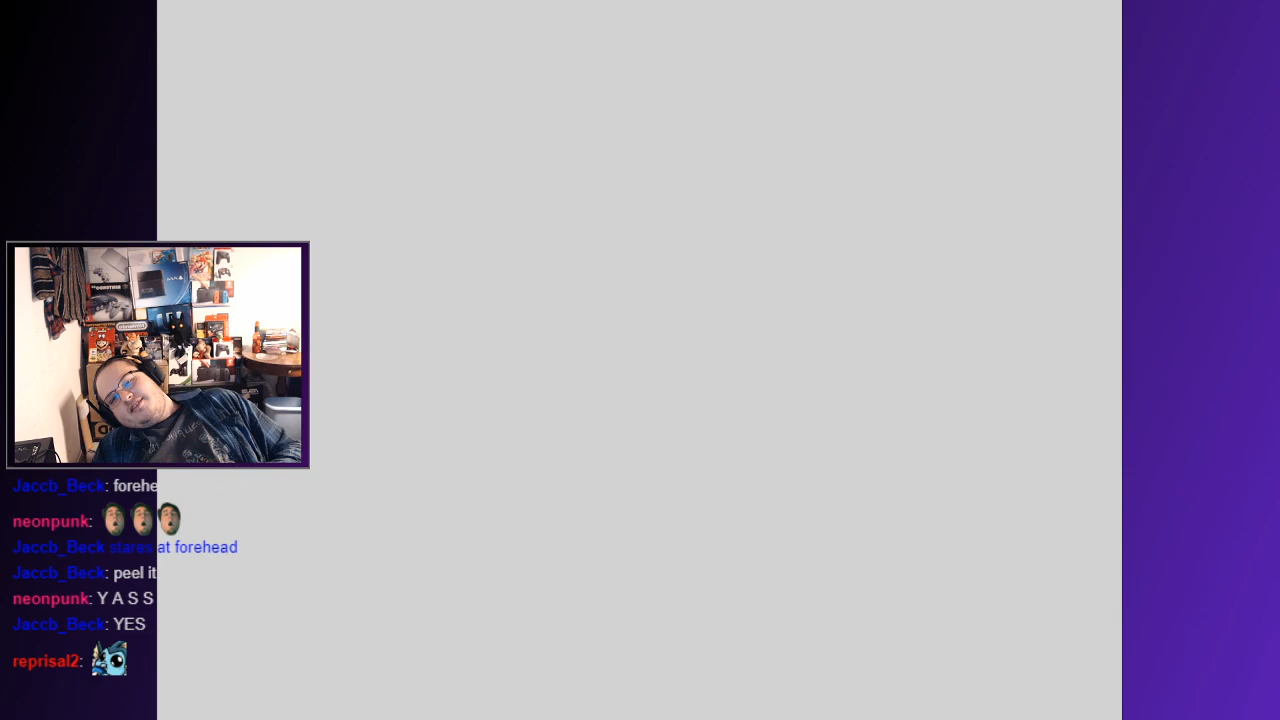 Jaccb_Beck: forehe
neonpunk:
Jaccb_Beck stares at forehead
Jaccb_Beck: peel it
neonpunk: Y A S S
Jaccb_Beck: YES
reprisal2: